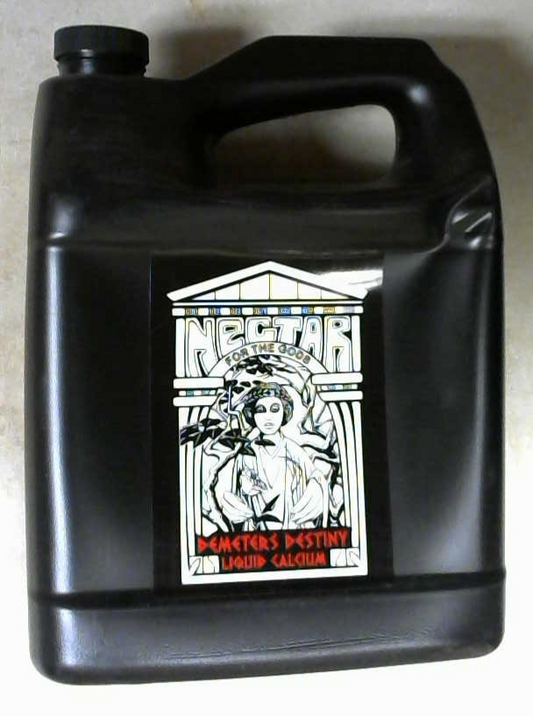 NECTAR
FOR THE GODS
DEMETERS DESTINY
LIQUID CALCIUM